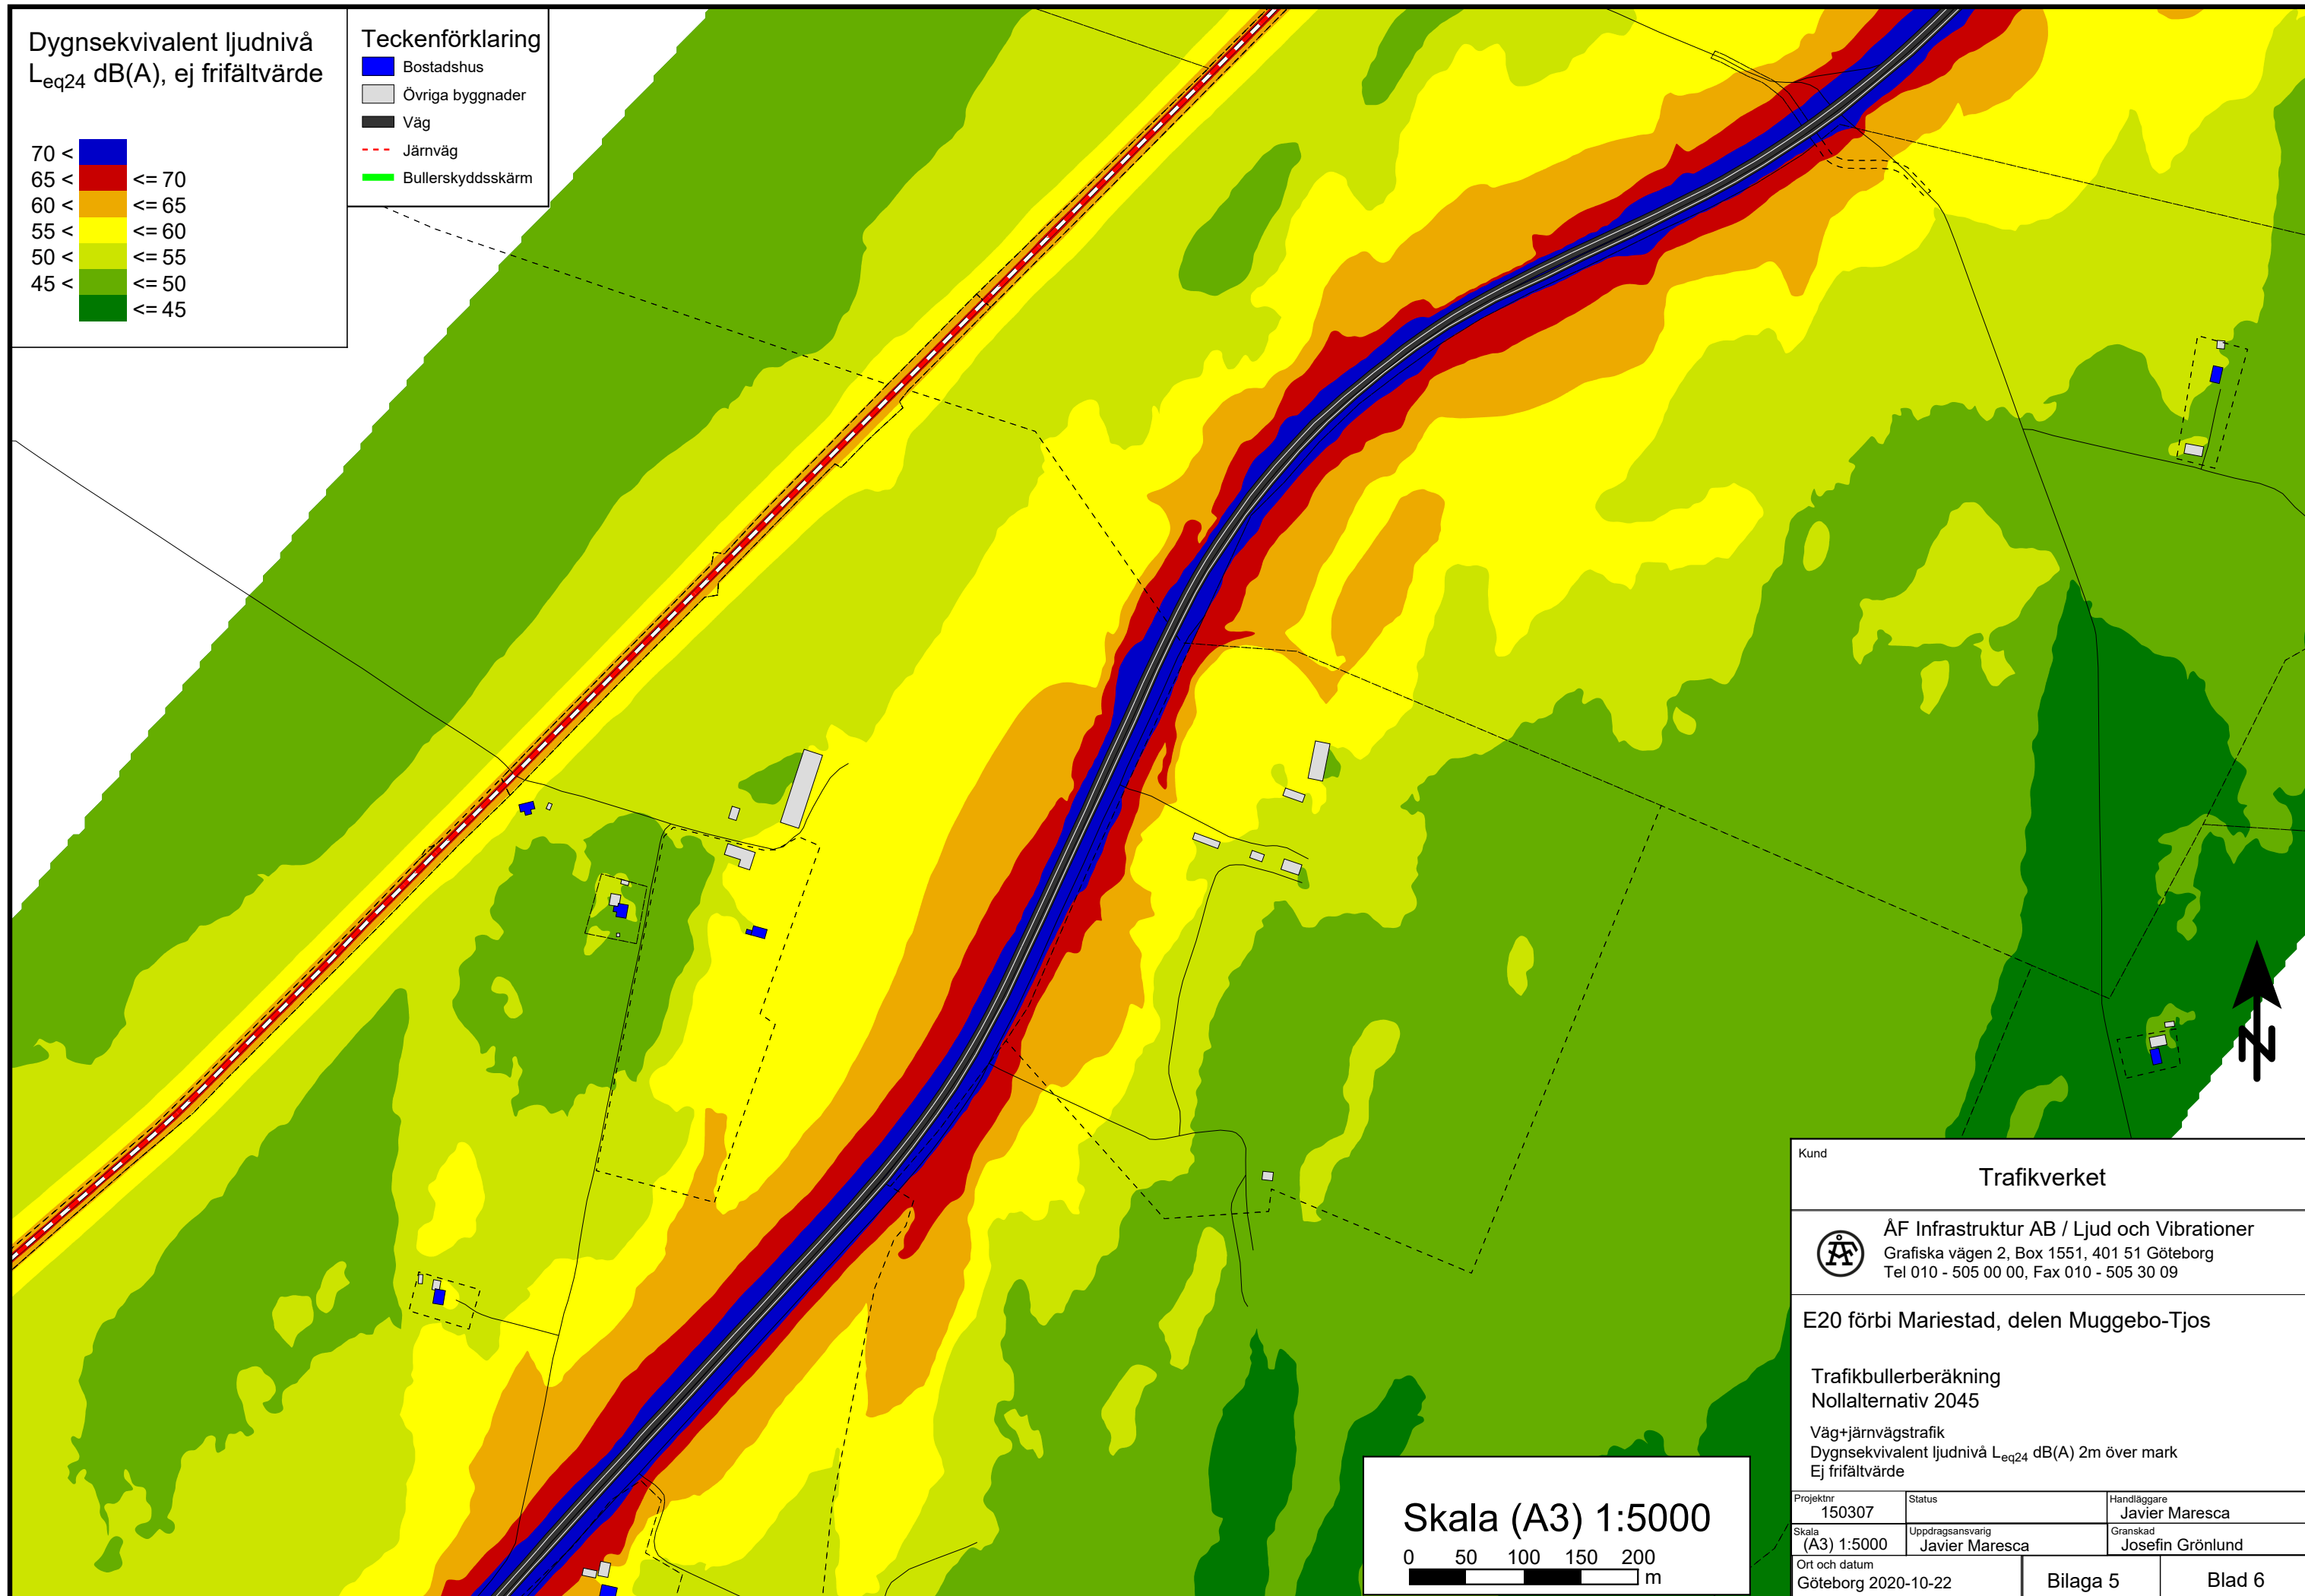 Dygnsekvivalent ljudnivå
Leq24 dB(A), ej frifältvärde
70 <
65 < <= 70
60 < <= 65
55 < <= 60
50 < <= 55
45 < <= 50
<= 45
Teckenförklaring
Bostadshus
Övriga byggnader
Väg
Järnväg
Bullerskyddsskärm
N
Skala (A3) 1:5000
0 50 100 150 200
m
Kund
Trafikverket
ÅF
ÅF Infrastruktur AB / Ljud och Vibrationer
Grafiska vägen 2, Box 1551, 401 51 Göteborg
Tel 010 - 505 00 00, Fax 010 - 505 30 09
E20 förbi Mariestad, delen Muggebo-Tjos
Trafikbullerberäkning
Nollalternativ 2045
Väg+järnvägstrafik
Dygnsekvivalent ljudnivå Leq24 dB(A) 2m över mark
Ej frifältvärde
Projektnr Status Handläggare
150307 Javier Maresca
Skala Uppdragsansvarig Granskad
(A3) 1:5000 Javier Maresca Josefin Grönlund
Ort och datum
Göteborg 2020-10-22 Bilaga 5 Blad 6